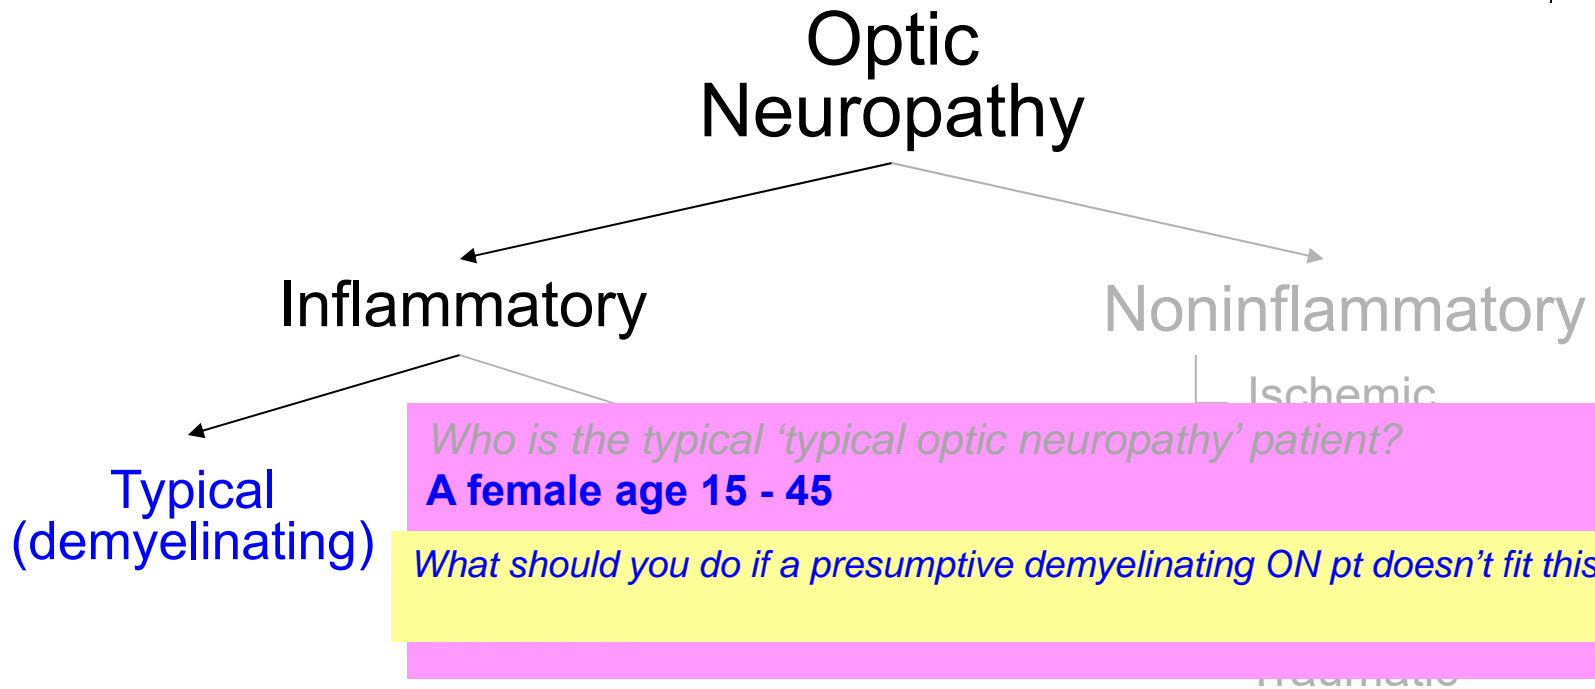 Optic
Neuropathy
Inflammatory
Noninflammatory
Ischemic
Who is the typical ‘typical optic neuropathy’ patient?
A female age 15 - 45
Typical
(demyelinating)
What should you do if a presumptive demyelinating ON pt doesn’t fit this
Traumatic